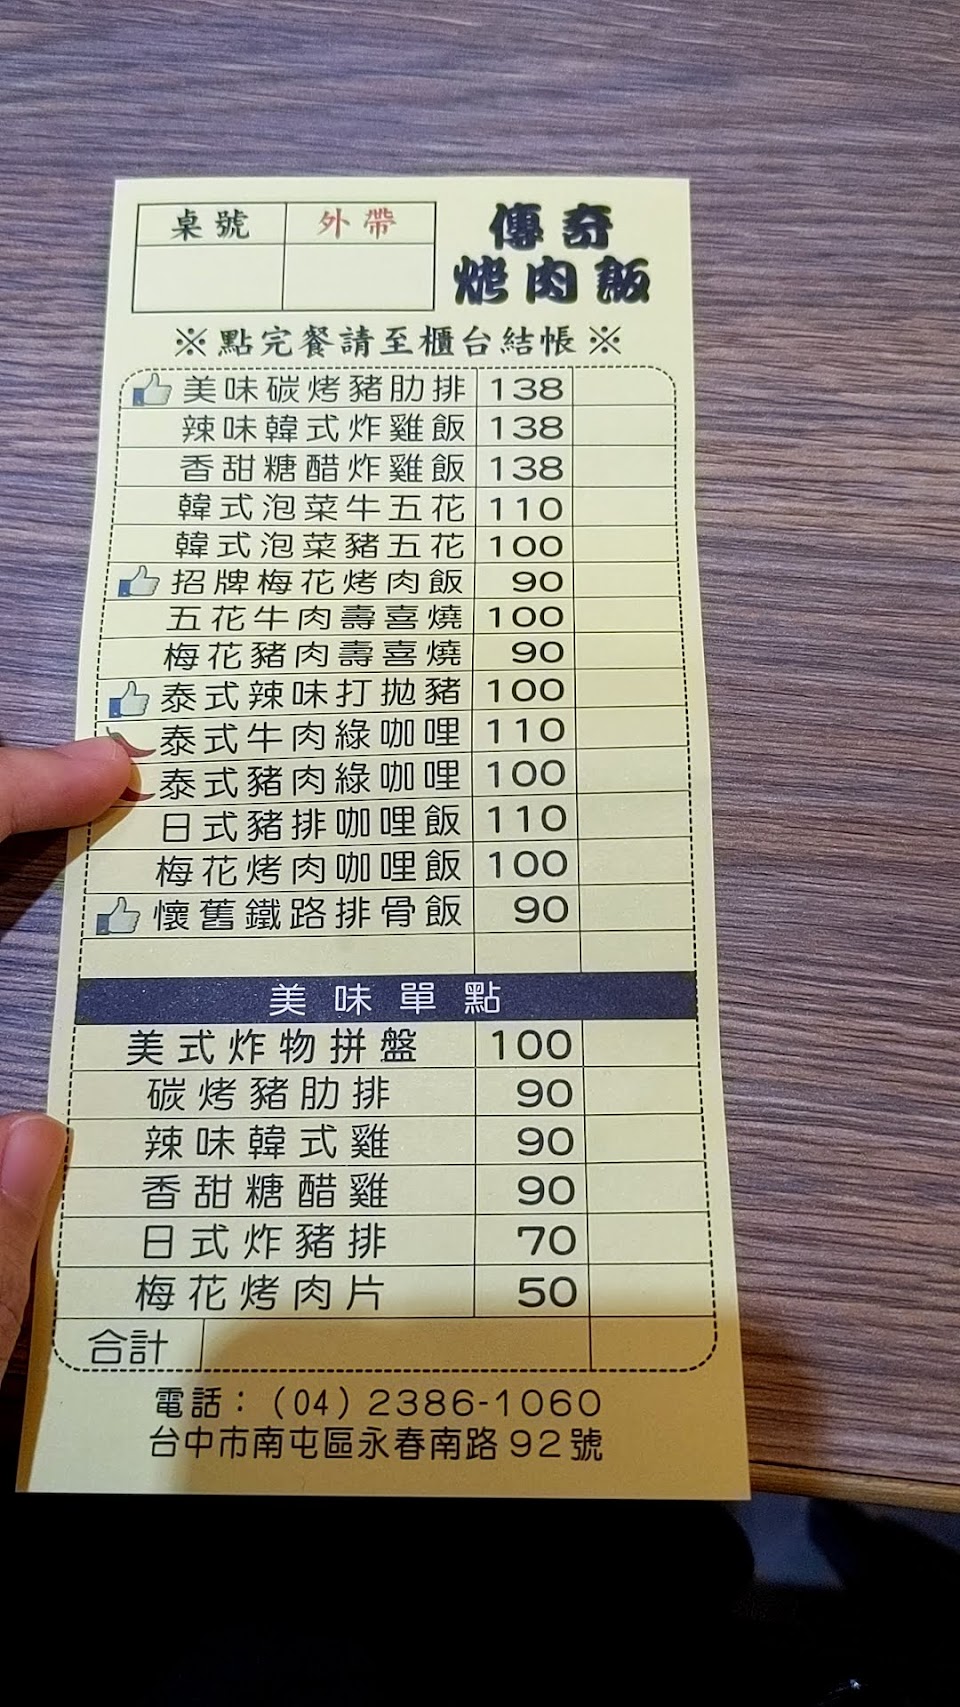 桌號 外帶
傳奇
烤肉飯
※點完餐請至櫃台結帳※
美味碳烤豬肋排 138
辣味韓式炸雞飯 138
香甜糖醋炸雞飯 138
韓式泡菜牛五花 110
韓式泡菜豬五花 100
招牌梅花烤肉飯 90
五花牛肉壽喜燒 100
梅花豬肉壽喜燒 90
泰式辣味打拋豬 100
泰式牛肉綠咖哩 110
泰式豬肉綠咖哩 100
日式豬排咖哩飯 110
梅花烤肉咖哩飯 100
懷舊鐵路排骨飯 90
美味單點
美式炸物拼盤 100
碳烤豬肋排 90
辣味韓式雞 90
香甜糖醋雞 90
日式炸豬排 70
梅花烤肉片 50
合計
電話：(04)2386-1060
台中市南屯區永春南路92號